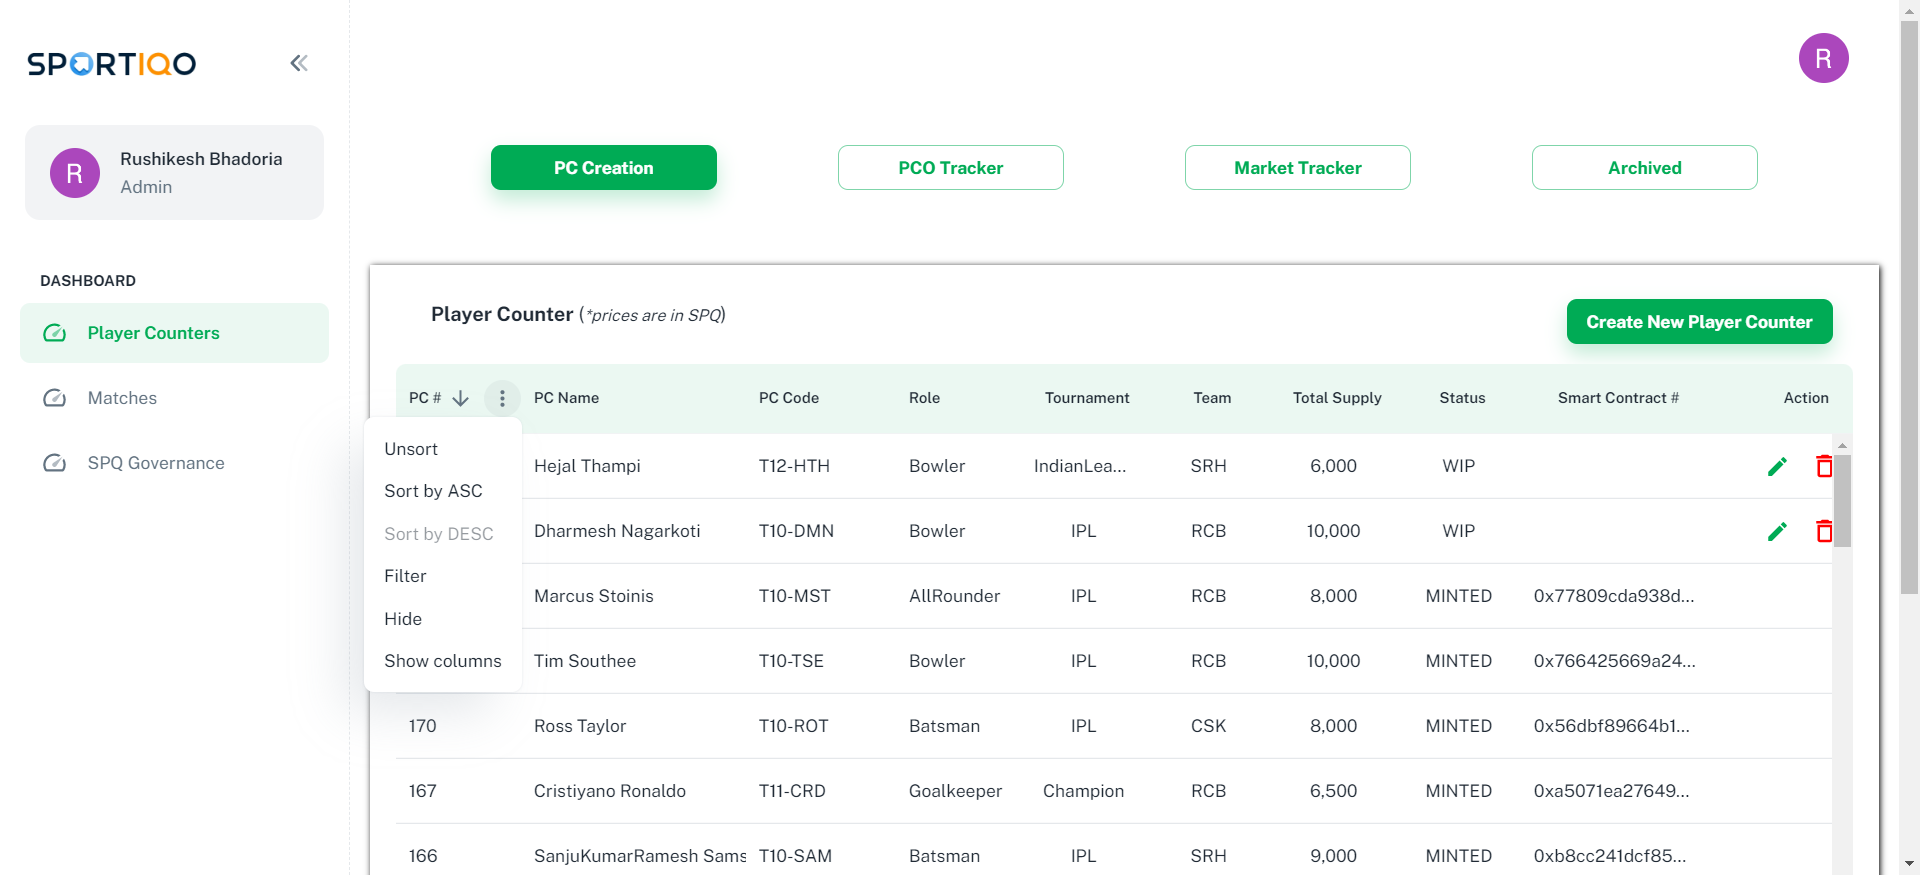 SPORTIQO
R
R
Rushikesh Bhadoria
Admin
PC Creation
PCO Tracker
Market Tracker
Archived
DASHBOARD
Player Counters
Matches
SPQ Governance
Player Counter (*prices are in SPQ)
Create New Player Counter
PC # PC Name PC Code Role Tournament Team Total Supply Status Smart Contract # Action
Unsort
Sort by ASC
Sort by DESC
Filter
Hide
Show columns
Hejal Thampi T12-HTH Bowler IndianLea... SRH 6,000 WIP
Dharmesh Nagarkoti T10-DMN Bowler IPL RCB 10,000 WIP
Marcus Stoinis T10-MST AllRounder IPL RCB 8,000 MINTED 0x77809cda938d...
Tim Southee T10-TSE Bowler IPL RCB 10,000 MINTED 0x766425669a24...
170 Ross Taylor T10-ROT Batsman IPL CSK 8,000 MINTED 0x56dbf89664b1...
167 Cristiyano Ronaldo T11-CRD Goalkeeper Champion RCB 6,500 MINTED 0xa5071ea27649...
166 SanjuKumarRamesh Sams T10-SAM Batsman IPL SRH 9,000 MINTED 0xb8cc241dcf85...